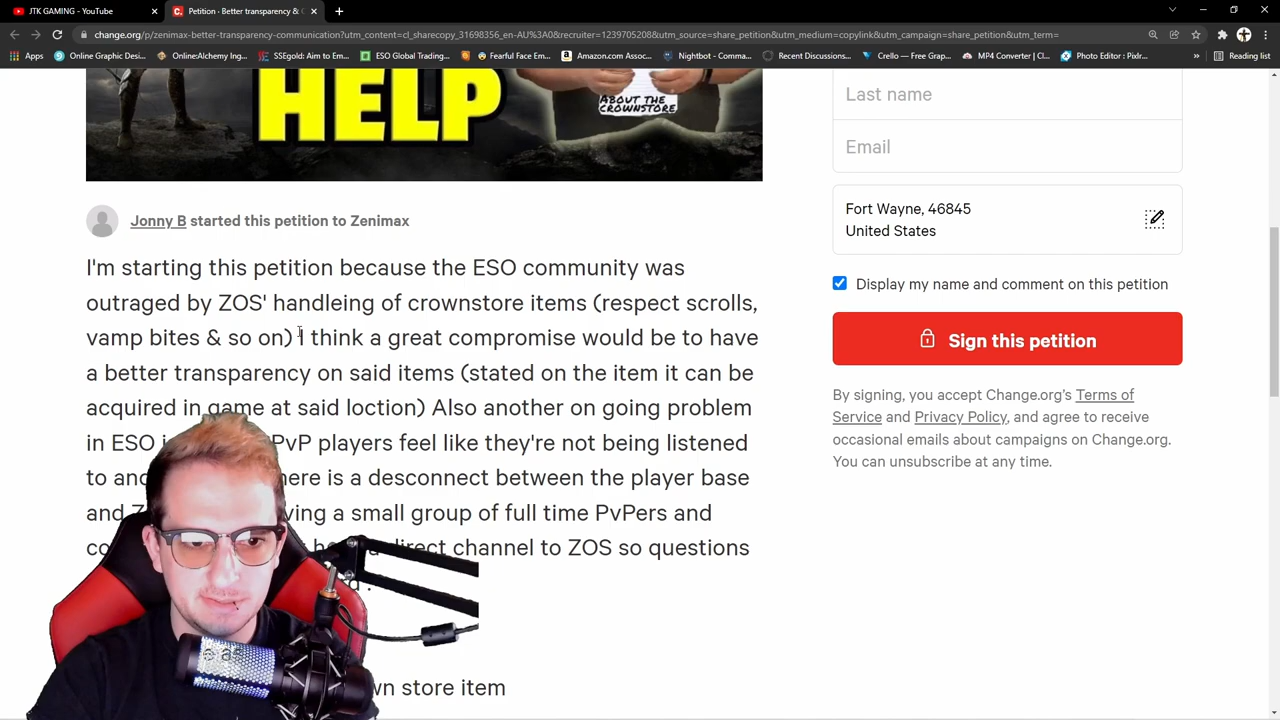 JTK GAMING - YouTube
Petition · Better transparency & C
change.org/p/zenimax-better-transparency-communication?utm_content=cl_sharecopy_31698356_en-AU%3A0&recruiter=1239705208&utm_source=share_petition&utm_medium=copylink&utm_campaign=share_petition&utm_term=
Apps
Online Graphic Desi...
OnlineAlchemy Ing...
SSEgold: Aim to Em...
ESO Global Trading...
Fearful Face Em...
Amazon.com Assoc...
Nightbot - Comma...
Recent Discussions...
Crello — Free Grap...
MP4 Converter | C...
Photo Editor : Pixlr...
»
Reading list
HELP
ABOUT THE
CROWNSTORE
Last name
Email
Jonny B started this petition to Zenimax
Fort Wayne, 46845
United States
I'm starting this petition because the ESO community was
outraged by ZOS' handleing of crownstore items (respect scrolls,
vamp bites & so on) I think a great compromise would be to have
a better transparency on said items (stated on the item it can be
acquired in game at said loction) Also another on going problem
in ESO PvP players feel like they're not being listened
to there is a desconnect between the player base
and ving a small group of full time PvPers and
direct channel to ZOS so questions
wn store item
Display my name and comment on this petition
Sign this petition
By signing, you accept Change.org's Terms of
Service and Privacy Policy, and agree to receive
occasional emails about campaigns on Change.org.
You can unsubscribe at any time.